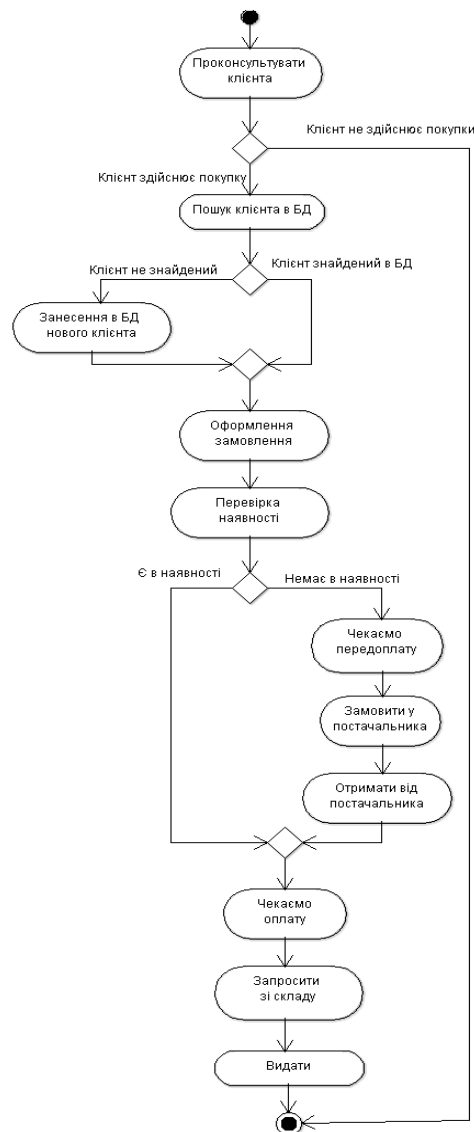 Проконсультувати
клієнта
Клієнт не здійснює покупки
Клієнт здійснює покупку
Пошук клієнта в БД
Клієнт не знайдений
Клієнт знайдений в БД
Занесення в БД
нового клієнта
Оформлення
замовлення
Перевірка
наявності
Є в наявності
Немає в наявності
Чекаємо
передоплату
Замовити у
постачальника
Отримати від
постачальника
Чекаємо
оплату
Запросити
зі складу
Видати